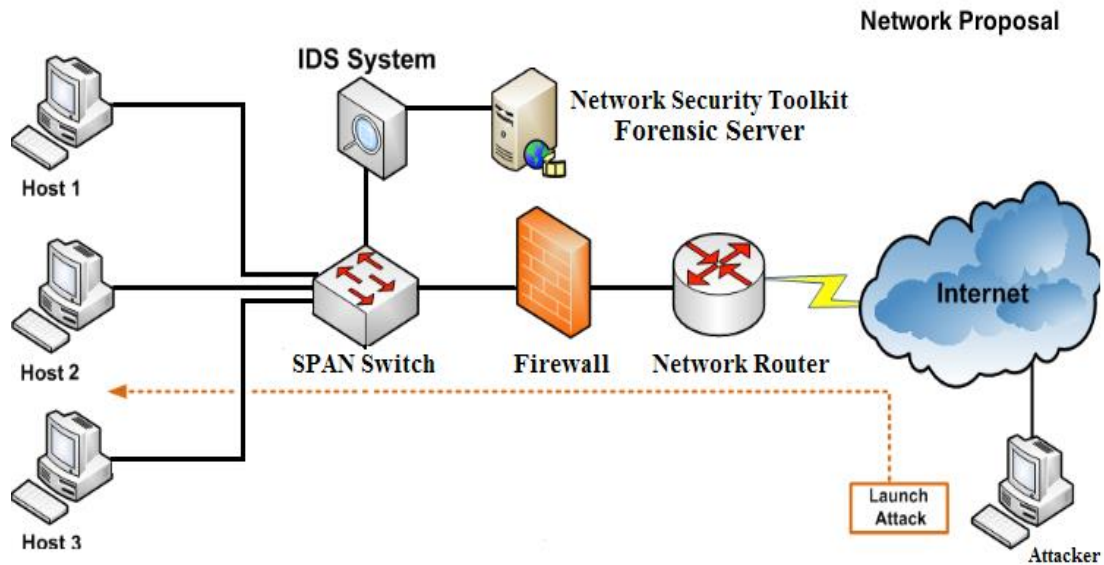 Network Proposal
IDS System
Network Security Toolkit
Forensic Server
Host 1
Internet
Host 2
SPAN Switch
Firewall
Network Router
Launch
Attack
Host 3
Attacker